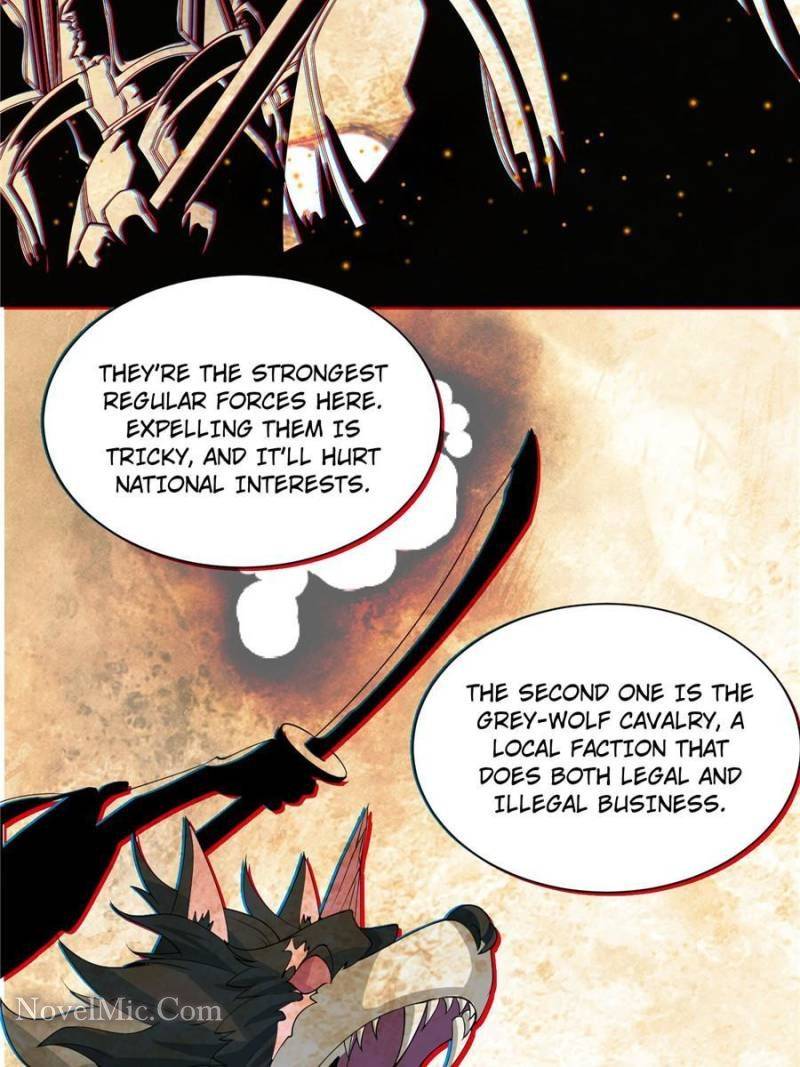 THEY'RE THE STRONGEST
REGULAR FORCES HERE.
EXPELLING THEM IS
TRICKY, AND IT'LL HURT
NATIONAL INTERESTS.
THE SECOND ONE IS THE
GREY-WOLF CAVALRY, A
LOCAL FACTION THAT
DOES BOTH LEGAL AND
ILLEGAL BUSINESS.
NovelMic.Com